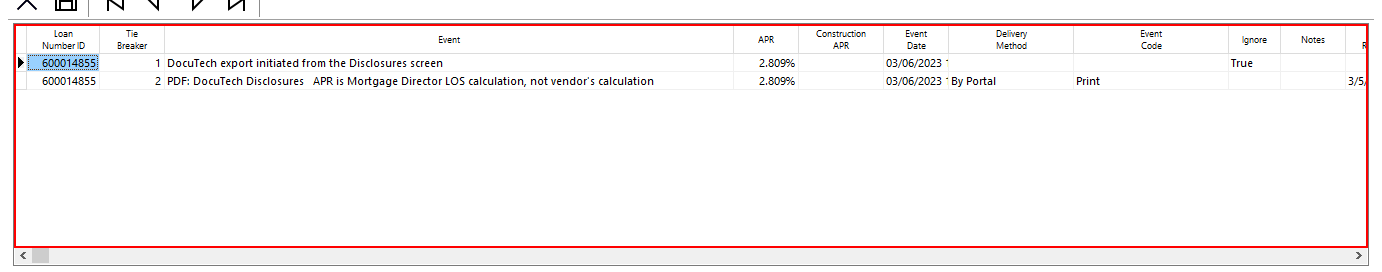 Loan Number ID Tie Breaker Event APR Construction APR Event Date Delivery Method Event Code Ignore Notes R
600014855 1 DocuTech export initiated from the Disclosures screen 2.809% 03/06/2023 True
600014855 2 PDF: DocuTech Disclosures APR is Mortgage Director LOS calculation, not vendor's calculation 2.809% 03/06/2023 By Portal Print 3/5/